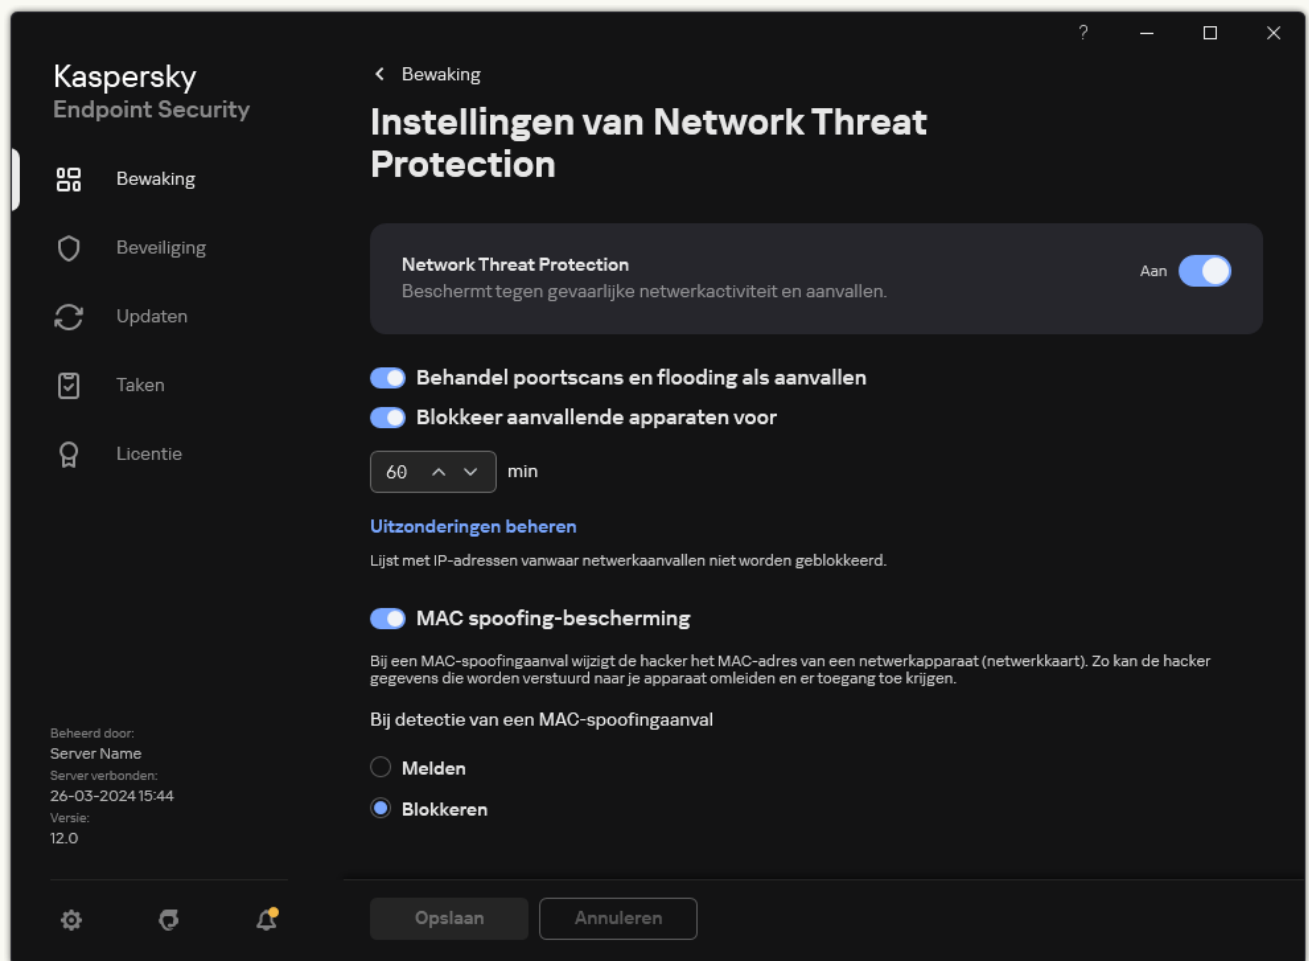 ?
Kaspersky
Endpoint Security
Bewaking
Beveiliging
Updaten
Taken
Licentie
Beheerd door:
Server Name
Server verbonden:
26-03-2024 15:44
Versie:
12.0
Bewaking
Instellingen van Network Threat
Protection
Network Threat Protection
Beschermt tegen gevaarlijke netwerkactiviteit en aanvallen.
Aan
Behandel poortscans en flooding als aanvallen
Blokkeer aanvallende apparaten voor
60 min
Uitzonderingen beheren
Lijst met IP-adressen vanwaar netwerkaanvallen niet worden geblokkeerd.
MAC spoofing-bescherming
Bij een MAC-spoofingaanval wijzigt de hacker het MAC-adres van een netwerkapparaat (netwerkkaart). Zo kan de hacker
gegevens die worden verstuurd naar je apparaat omleiden en er toegang toe krijgen.
Bij detectie van een MAC-spoofingaanval
Melden
Blokkeren
Opslaan
Annuleren